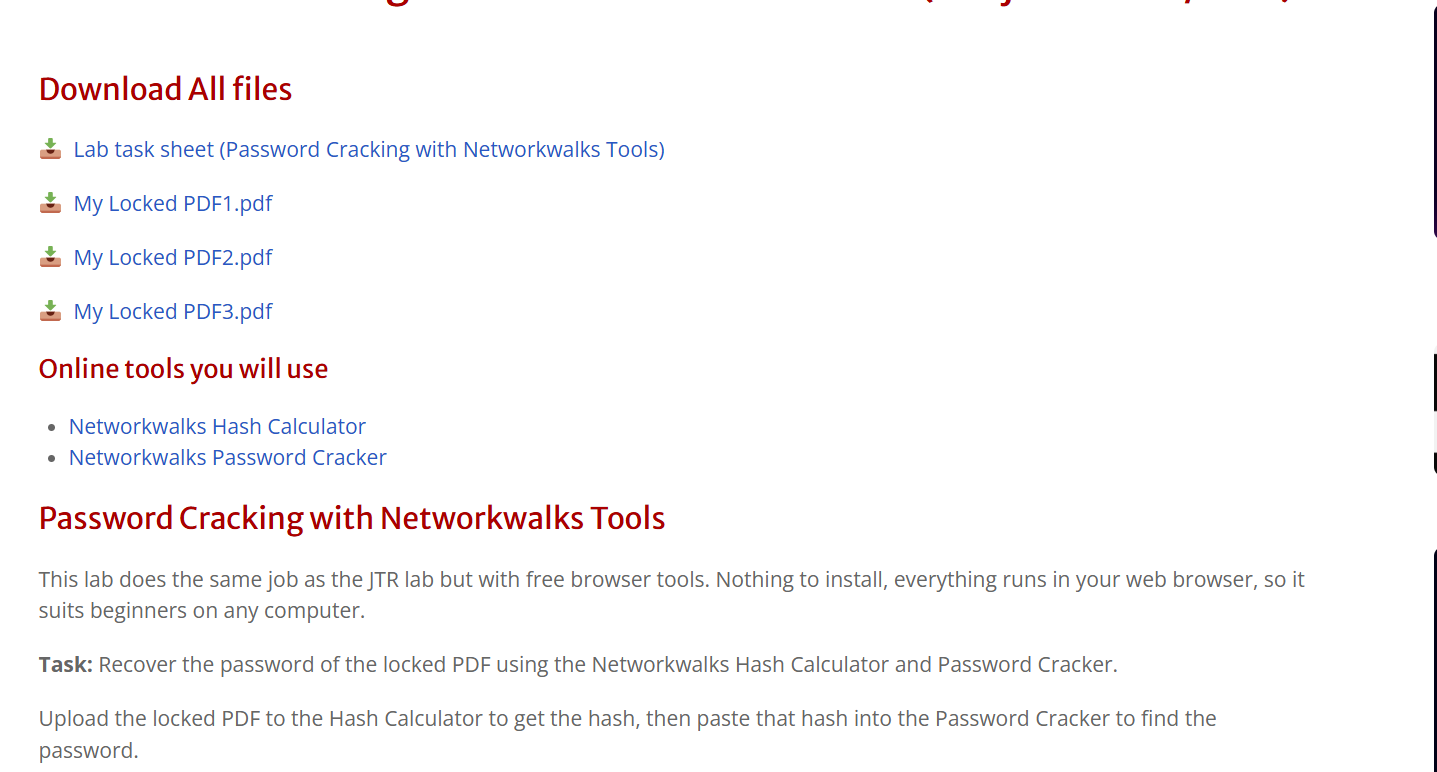 Download All files
Lab task sheet (Password Cracking with Networkwalks Tools)
My Locked PDF1.pdf
My Locked PDF2.pdf
My Locked PDF3.pdf
Online tools you will use
Networkwalks Hash Calculator
Networkwalks Password Cracker
Password Cracking with Networkwalks Tools
This lab does the same job as the JTR lab but with free browser tools. Nothing to install, everything runs in your web browser, so it
suits beginners on any computer.
Task: Recover the password of the locked PDF using the Networkwalks Hash Calculator and Password Cracker.
Upload the locked PDF to the Hash Calculator to get the hash, then paste that hash into the Password Cracker to find the
password.